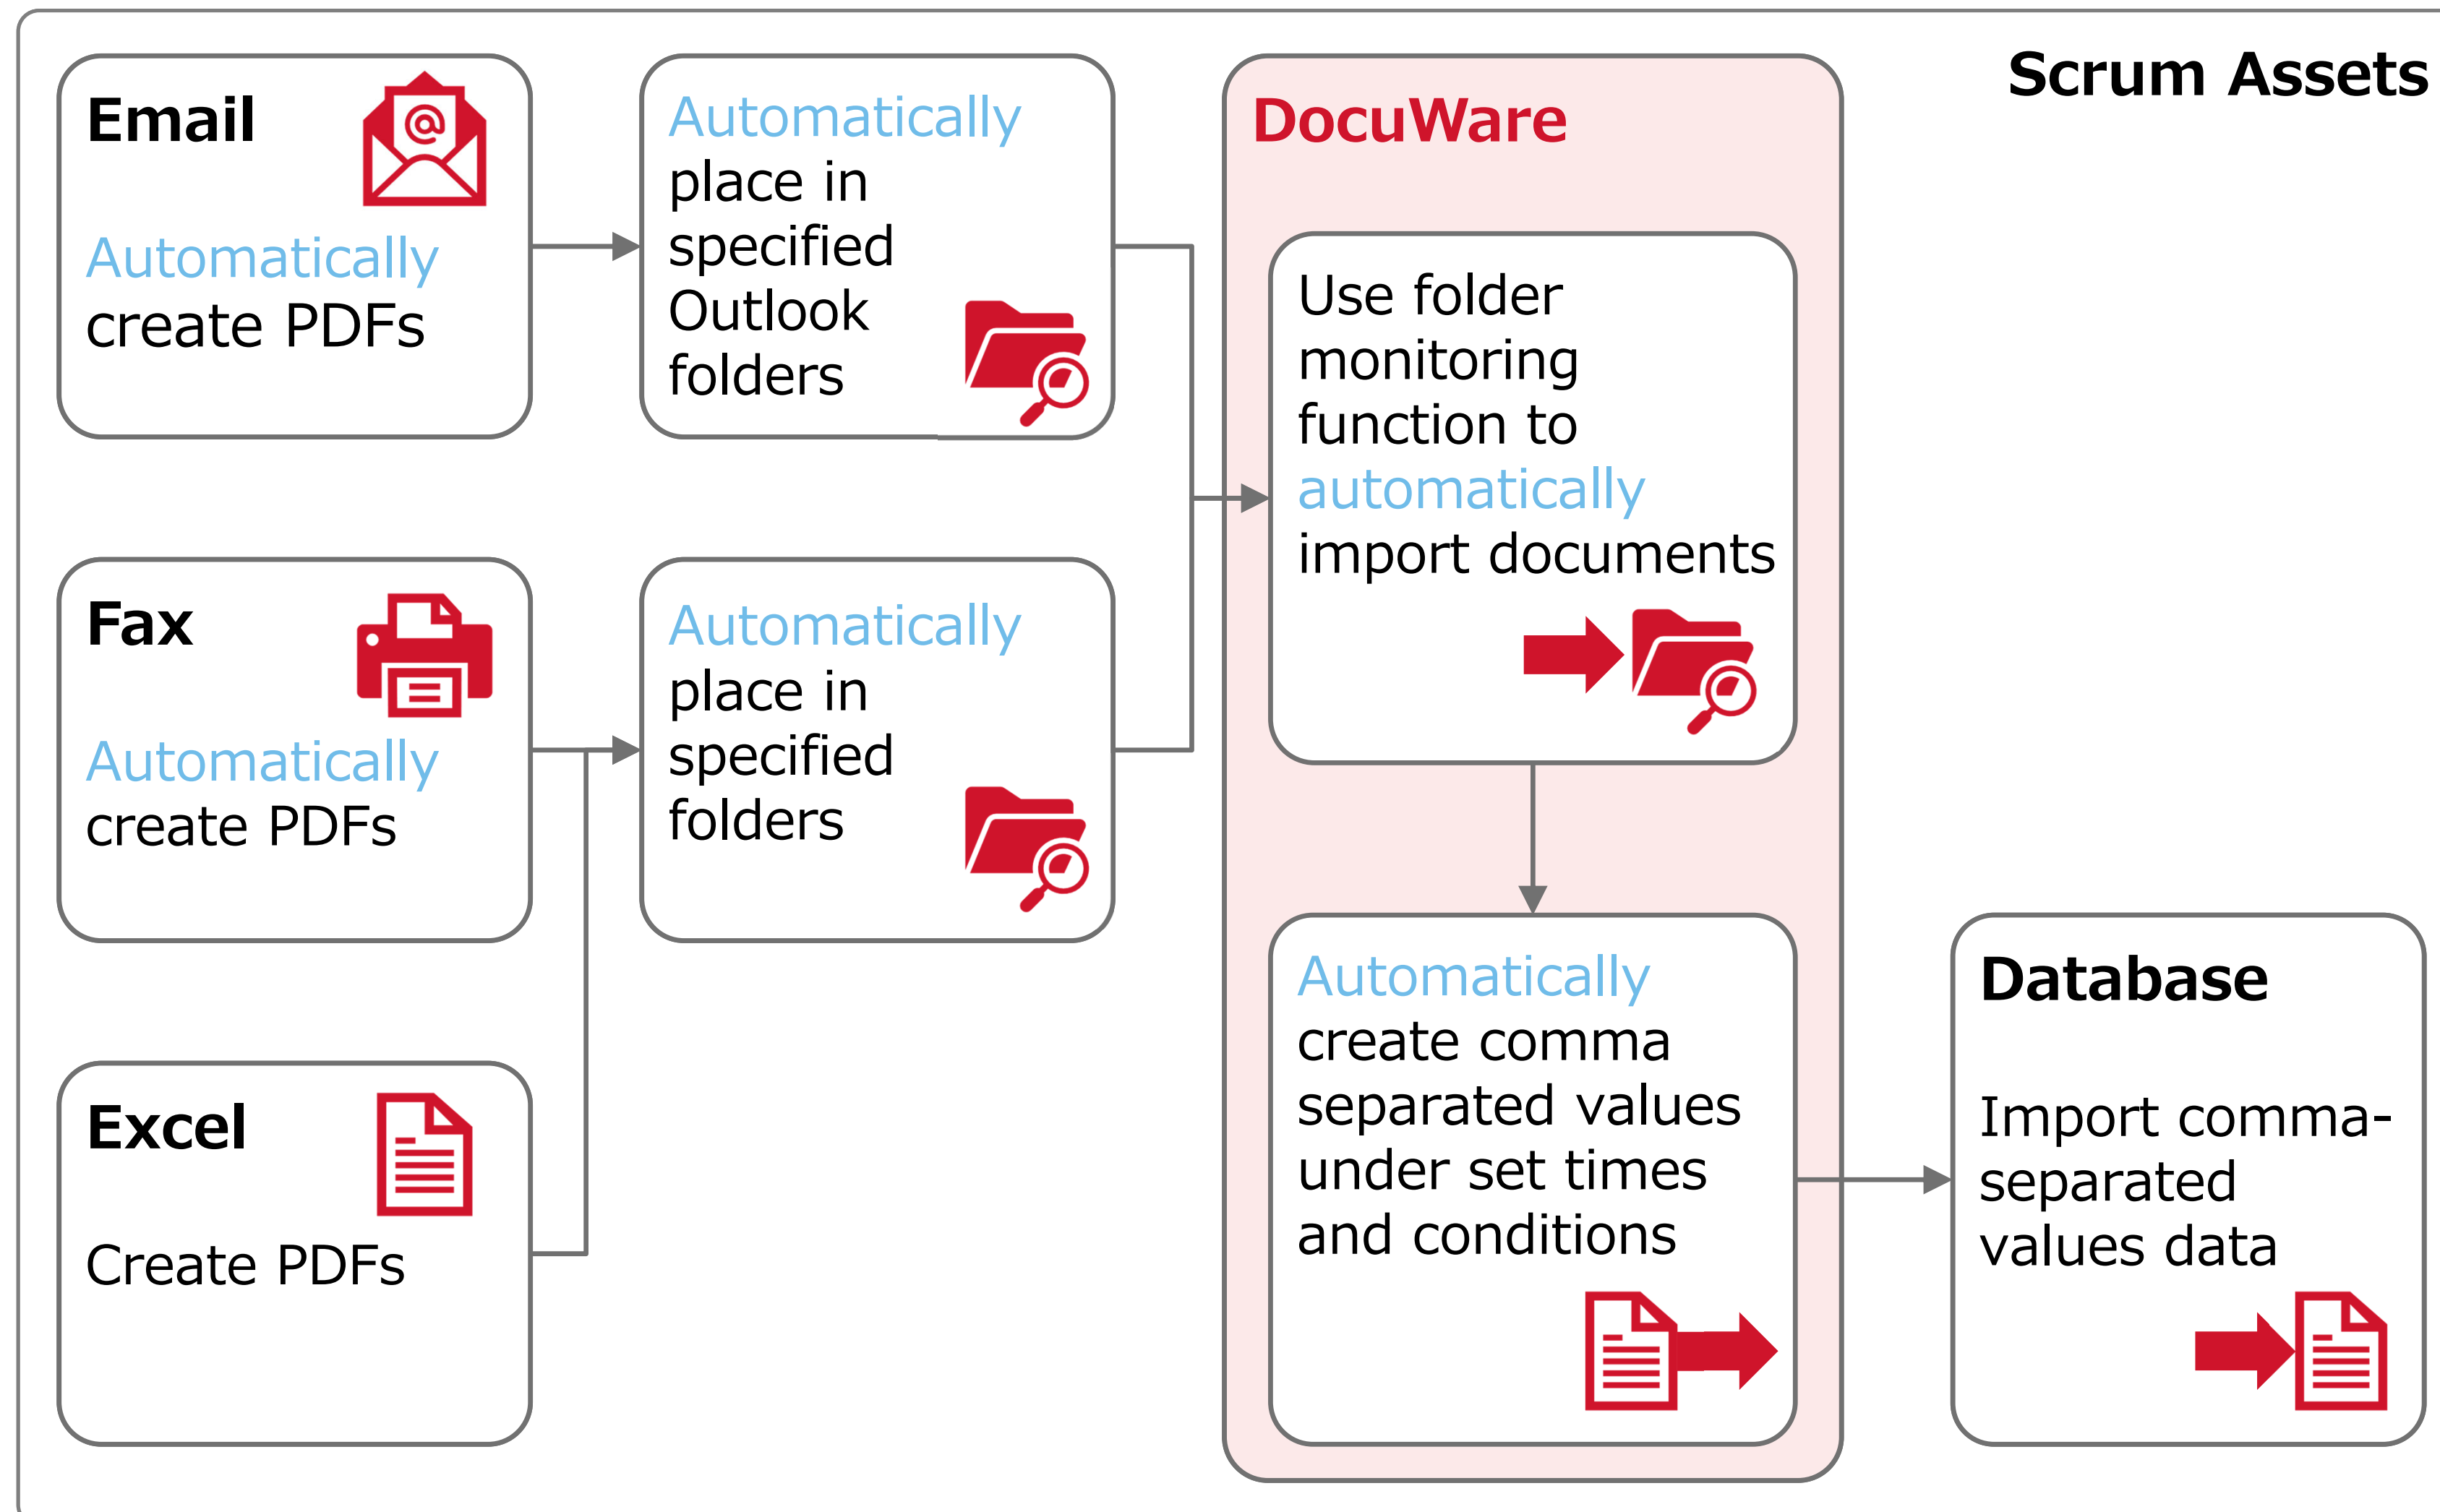 Scrum Assets
Email
Automatically
create PDFs
Automatically
place in
specified
Outlook
folders
Fax
Automatically
create PDFs
Automatically
place in
specified
folders
Excel
Create PDFs
DocuWare
Use folder
monitoring
function to
automatically
import documents
Automatically
create comma
separated values
under set times
and conditions
Database
Import comma-
separated
values data